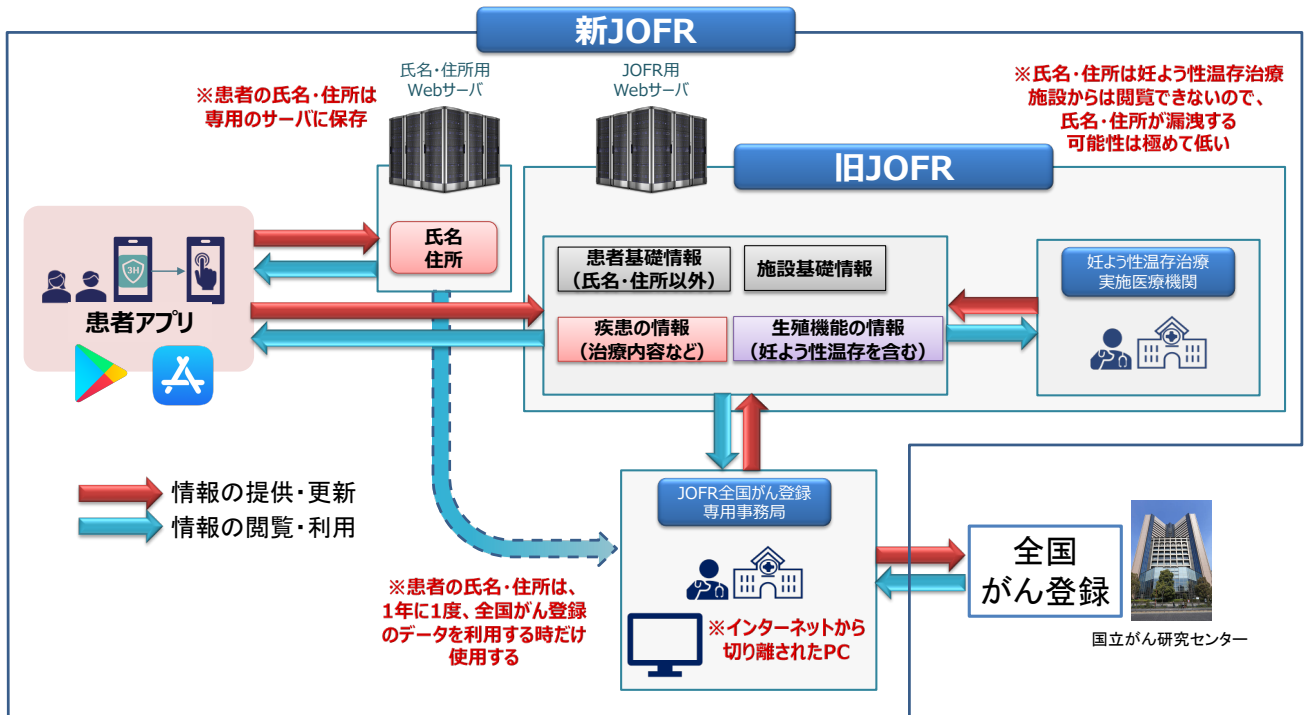 新JOFR
氏名・住所用
Webサーバ
JOFR用
Webサーバ
※患者の氏名・住所は
専用のサーバに保存
※氏名・住所は妊よう性温存治療
施設からは閲覧できないので、
氏名・住所が漏洩する
可能性は極めて低い
旧JOFR
氏名
住所
患者基礎情報
（氏名・住所以外）
施設基礎情報
妊よう性温存治療
実施医療機関
3H
患者アプリ
疾患の情報
（治療内容など）
生殖機能の情報
（妊よう性温存を含む）
情報の提供・更新
情報の閲覧・利用
JOFR全国がん登録
専用事務局
全国
がん登録
※患者の氏名・住所は、
1年に1度、全国がん登録
のデータを利用する時だけ
使用する
※インターネットから
切り離されたPC
国立がん研究センター